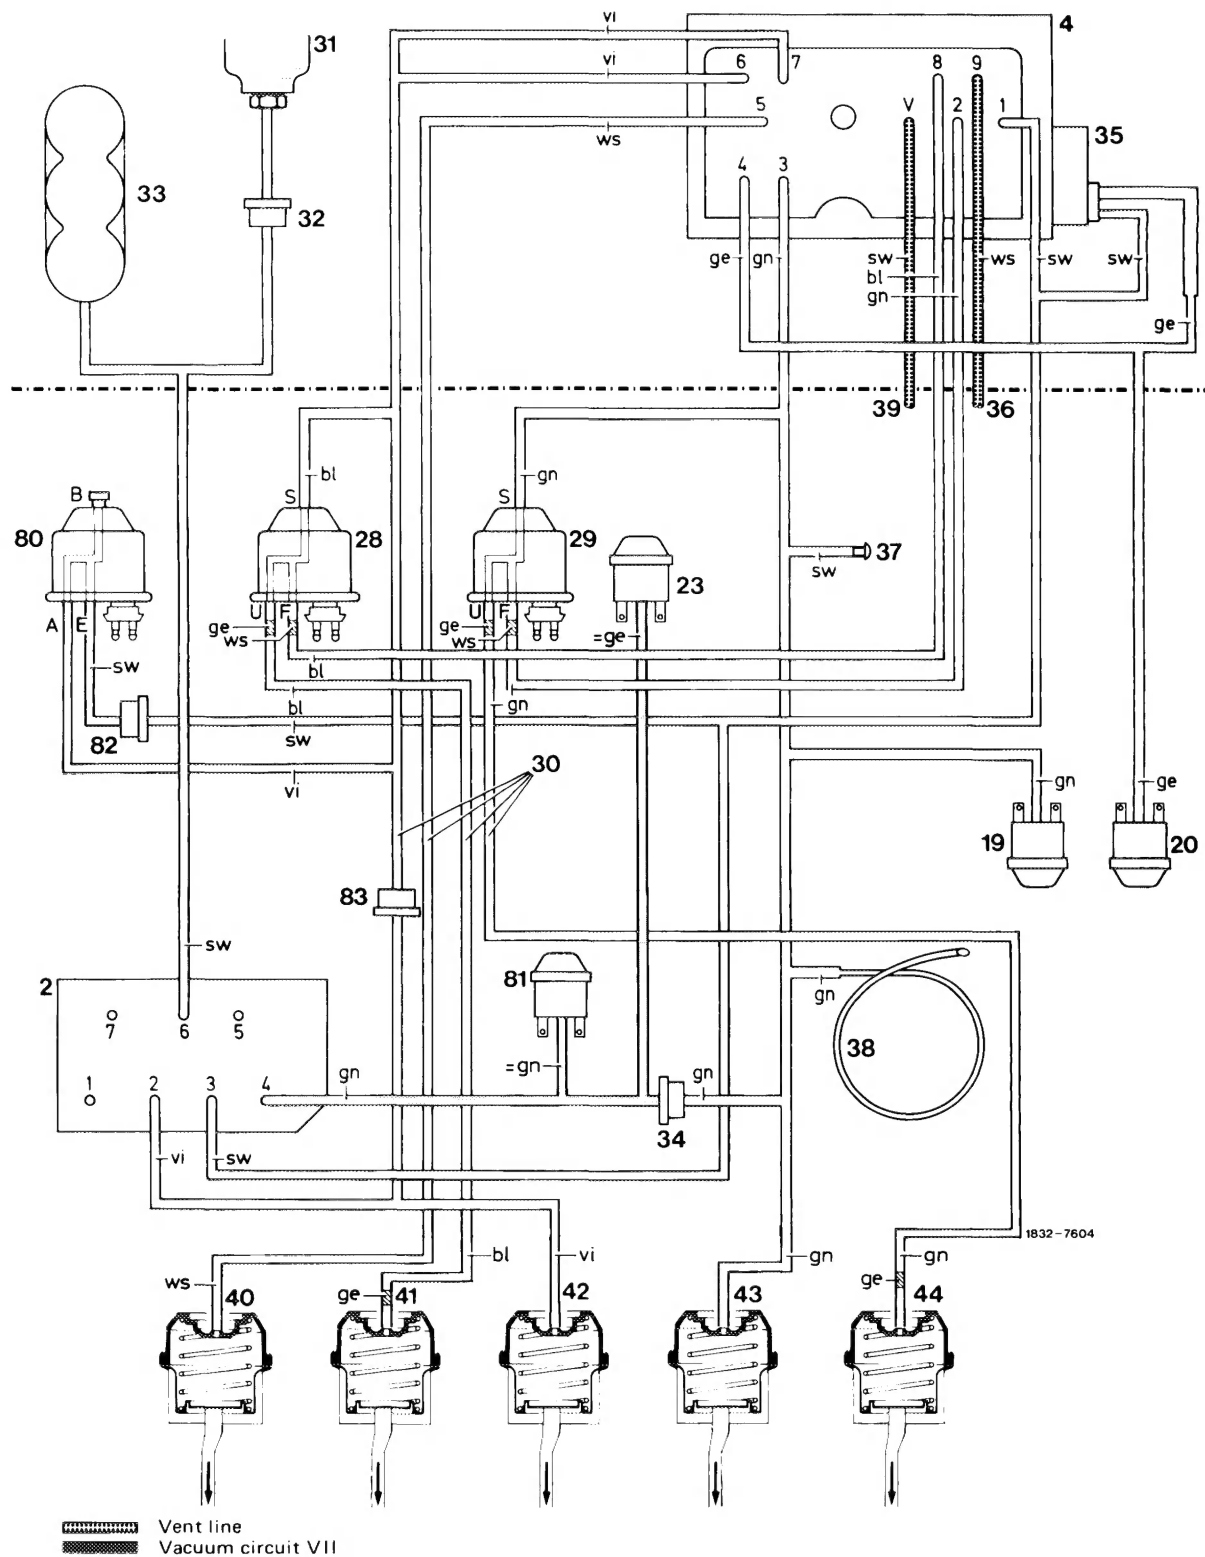 vi
31
4
vi
6
7
8
9
5
V
2
1
35
ws
33
32
4
3
ge
gn
sw
bl
gn
ws
sw
sw
ge
39
36
bl
gn
B
S
S
80
28
29
37
sw
23
A
E
U
F
U
F
ge
ws
ge
ws
=ge
sw
bl
bl
gn
gn
82
sw
30
vi
gn
ge
19
20
83
sw
2
81
gn
7
6
5
38
=gn
1
2
3
4
gn
gn
34
vi
sw
1832-7604
bl
vi
gn
gn
ws
40
ge
41
42
43
ge
44
Vent line
Vacuum circuit VII